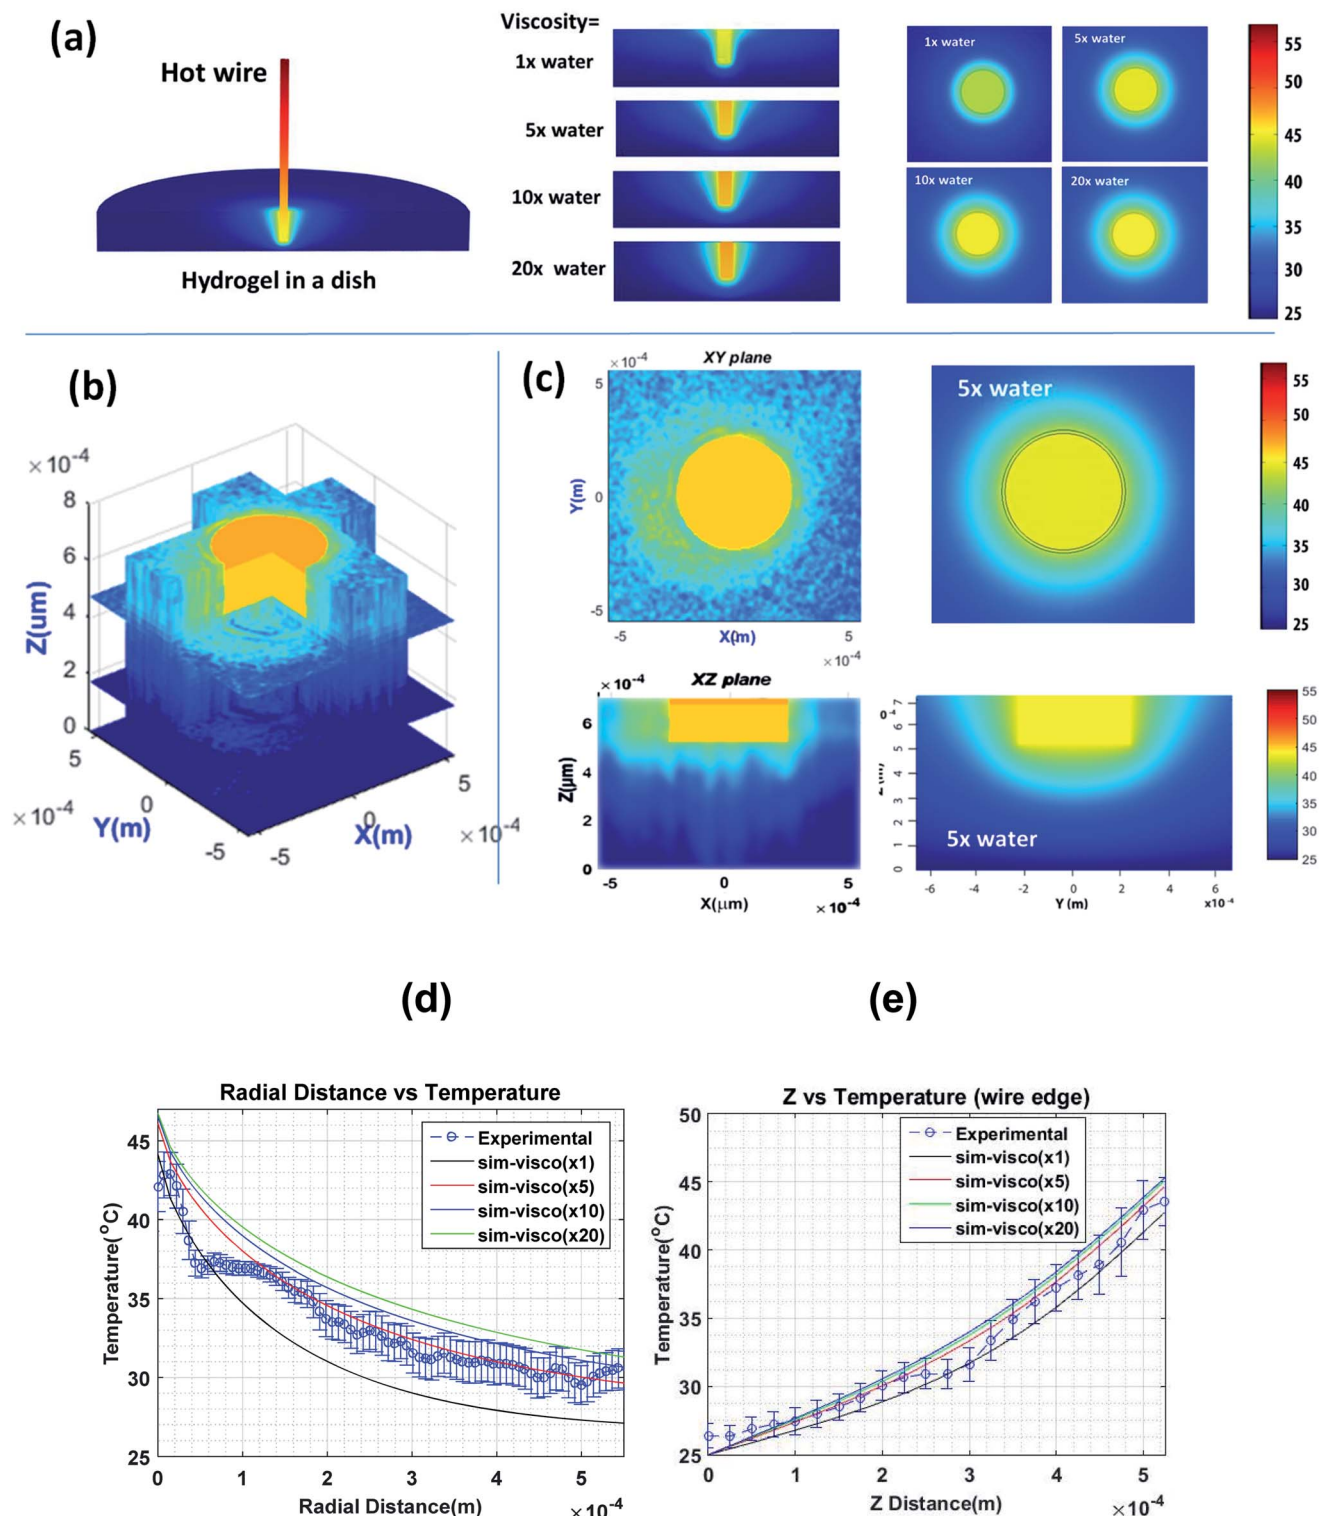 (a)
Hot wire
Hydrogel in a dish
Viscosity=
1x water
5x water
10x water
20x water
1x water
5x water
10x water
20x water
55
50
45
40
35
30
25
(b)
×10⁻⁴
8
6
4
2
0
Z(um)
5
0
-5
×10⁻⁴
Y(m)
-5
0
5
X(m)
×10⁻⁴
(c)
×10⁻⁴
XY plane
5
0
-5
Y(m)
-5
5
X(m)
×10⁻⁴
5x water
55
50
45
40
35
30
25
×10⁻⁴
XZ plane
6
4
2
0
Z(µm)
-5
0
5
X(µm)
×10⁻⁴
7
6
5
4
3
2
1
0
5x water
-6
-4
-2
0
2
4
6
Y (m)
x10⁻⁴
55
50
45
40
35
30
25
(d)
Radial Distance vs Temperature
Experimental
sim-visco(x1)
sim-visco(x5)
sim-visco(x10)
sim-visco(x20)
45
40
35
30
25
Temperature(°C)
0
1
2
3
4
5
Radial Distance(m)
×10⁻⁴
(e)
Z vs Temperature (wire edge)
Experimental
sim-visco(x1)
sim-visco(x5)
sim-visco(x10)
sim-visco(x20)
50
45
40
35
30
25
Temperature(°C)
0
1
2
3
4
5
Z Distance(m)
×10⁻⁴